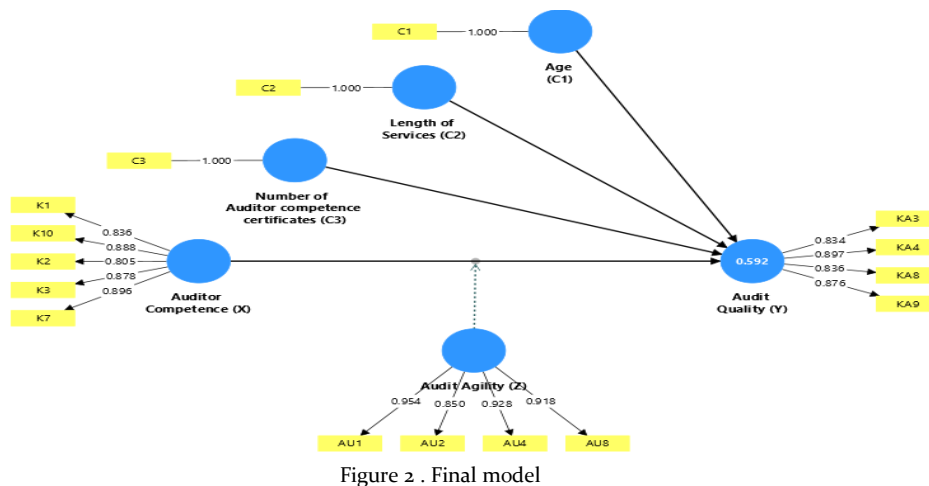 C1
1.000
Age
(C1)
C2
1.000
Length of
Services (C2)
C3
1.000
Number of
Auditor competence
certificates (C3)
K1
K10
K2
K3
K7
0.836
0.888
0.805
0.878
0.896
Auditor
Competence (X)
0.592
Audit
Quality (Y)
0.834
0.897
0.836
0.876
KA3
KA4
KA8
KA9
Audit Agility (Z)
0.954
0.850
0.928
0.918
AU1
AU2
AU4
AU8
Figure 2 . Final model